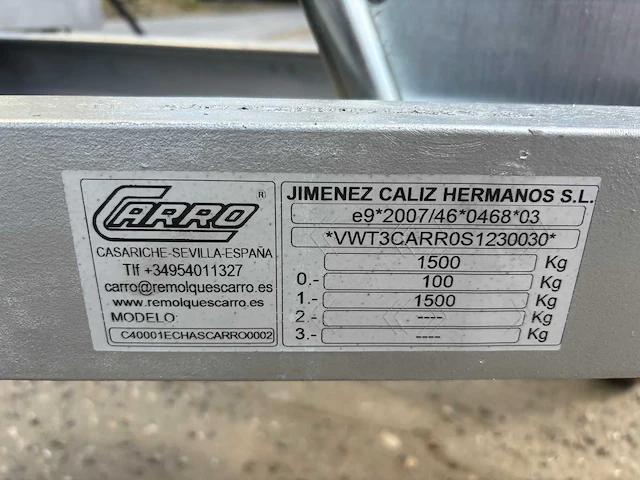 CARRO ®
CASARICHE-SEVILLA-ESPAÑA
Tlf +34954011327
carro@remolquescarro.es
www.remolquescarro.es
MODELO:
C40001ECHASCARRO0002
JIMENEZ CALIZ HERMANOS S.L.
e9*2007/46*0468*03
*VWT3CARR0S1230030*
1500 Kg
0.- 100 Kg
1.- 1500 Kg
2.- ---- Kg
3.- ---- Kg